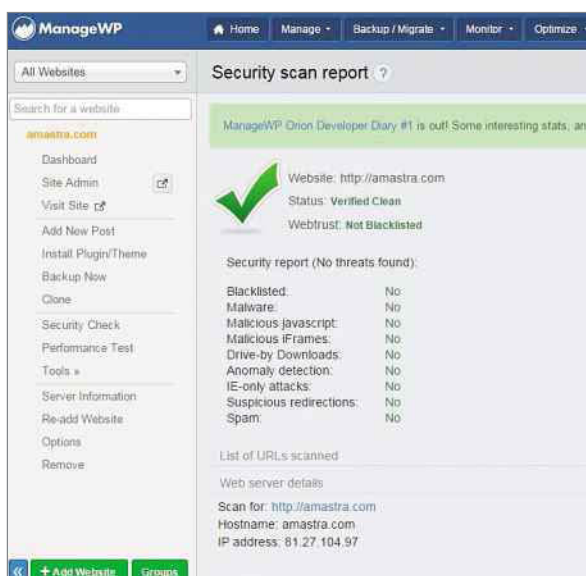 ManageWP
Home Manage Backup / Migrate Monitor Optimize
All Websites
Security scan report ?
Search for a website
ManageWP Orion Developer Diary #1 is out! Some interesting stats, an
amastra.com
Dashboard
Site Admin
Visit Site
Add New Post
Install Plugin/Theme
Backup Now
Clone
Security Check
Performance Test
Tools »
Server Information
Re-add Website
Options
Remove
« + Add Website Groups
Website: http://amastra.com
Status: Verified Clean
Webtrust: Not Blacklisted
Security report (No threats found):
Blacklisted: No
Malware: No
Malicious javascript: No
Malicious iFrames: No
Drive-by Downloads: No
Anomaly detection: No
IE-only attacks: No
Suspicious redirections: No
Spam: No
List of URLs scanned
Web server details
Scan for: http://amastra.com
Hostname: amastra.com
IP address: 81.27.104.97